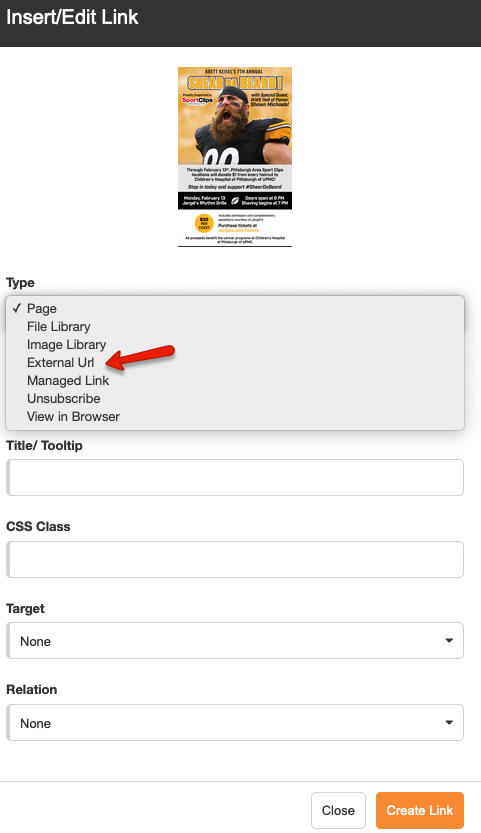 Insert/Edit Link
BRETT KEISEL'S 7TH ANNUAL
SHEAR DA BEARD!
Proudly Supported by
SportClips
with Special Guest,
WWE Hall of Famer,
Shawn Michaels!
Through February 13th, Pittsburgh Area Sport Clips
locations will donate $1 from every haircut to
Children's Hospital of Pittsburgh of UPMC!
Stop in today and support #ShearDaBeard
Monday, February 13
Jergel's Rhythm Grille
Doors open at 6 PM
Shaving begins at 7 PM
$50
PER
TICKET!
Includes admission and complimentary
appetizers courtesy of Jergel's
Purchase tickets at
All proceeds benefit the cancer programs at Children's Hospital
of Pittsburgh of UPMC.
Type
✓ Page
File Library
Image Library
External Url
Managed Link
Unsubscribe
View in Browser
Title/ Tooltip
CSS Class
Target
None
Relation
None
Close
Create Link